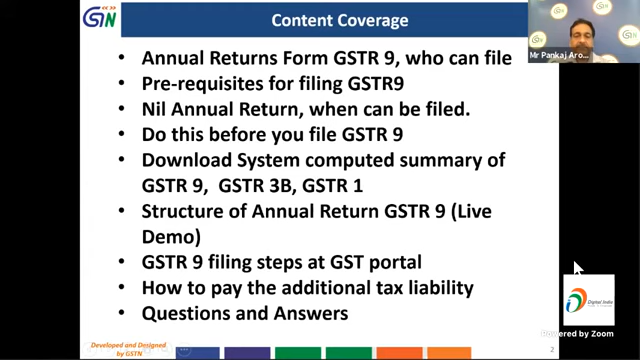 GTN
Content Coverage
Mr Pankaj Aro...
• Annual Returns Form GSTR 9, who can file
• Pre-requisites for filing GSTR9
• Nil Annual Return, when can be filed.
• Do this before you file GSTR 9
• Download System computed summary of
GSTR 9, GSTR 3B, GSTR 1
• Structure of Annual Return GSTR 9 (Live
Demo)
• GSTR 9 filing steps at GST portal
• How to pay the additional tax liability
• Questions and Answers
Digital India
Powered by Zoom
Developed and Designed
by GSTN
2